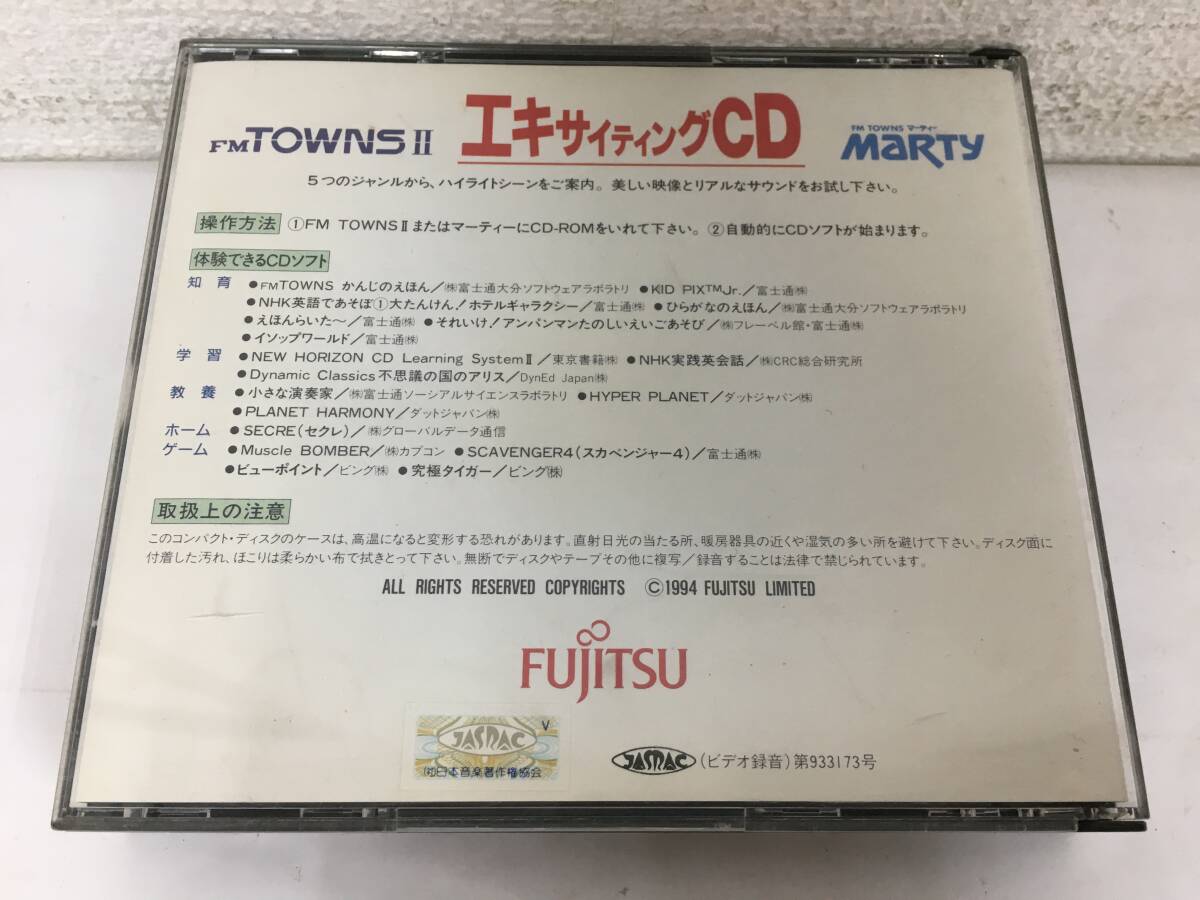 FM TOWNS II
エキサイティングCD
FM TOWNS マーティー
MARTY
5つのジャンルから、ハイライトシーンをご案内。美しい映像とリアルなサウンドをお試し下さい。
操作方法 ①FM TOWNSⅡまたはマーティーにCD-ROMをいれて下さい。②自動的にCDソフトが始まります。
体験できるCDソフト
知育 ●FMTOWNS かんじのえほん／㈱富士通大分ソフトウェアラボラトリ ●KID PIX™Jr.／富士通㈱
●NHK英語であそぼ①大たんけん!ホテルギャラクシー／富士通㈱ ●ひらがなのえほん／㈱富士通大分ソフトウェアラボラトリ
●えほんらいた〜／富士通㈱ ●それいけ!アンパンマンたのしいえいごあそび／㈱フレーベル館・富士通㈱
●イソップワールド／富士通㈱
学習 ●NEW HORIZON CD Learning SystemⅡ／東京書籍㈱ ●NHK実践英会話／㈱CRC総合研究所
●Dynamic Classics 不思議の国のアリス／DynEd Japan㈱
教養 ●小さな演奏家／㈱富士通ソーシアルサイエンスラボラトリ ●HYPER PLANET／ダットジャパン㈱
●PLANET HARMONY／ダットジャパン㈱
ホーム ●SECRE(セクレ)／㈱グローバルデータ通信
ゲーム ●Muscle BOMBER／㈱カプコン ●SCAVENGER4(スカベンジャー4)／富士通㈱
●ビューポイント／ビング㈱ ●究極タイガー／ビング㈱
取扱上の注意
このコンパクト・ディスクのケースは、高温になると変形する恐れがあります。直射日光の当たる所、暖房器具の近くや湿気の多い所を避けて下さい。ディスク面に
付着した汚れ、ほこりは柔らかい布で拭きとって下さい。無断でディスクやテープその他に複写／録音することは法律で禁じられています。
ALL RIGHTS RESERVED COPYRIGHTS ©1994 FUJITSU LIMITED
FUJITSU
V
JASRAC
㈳日本音楽著作権協会
JASRAC (ビデオ録音)第933173号